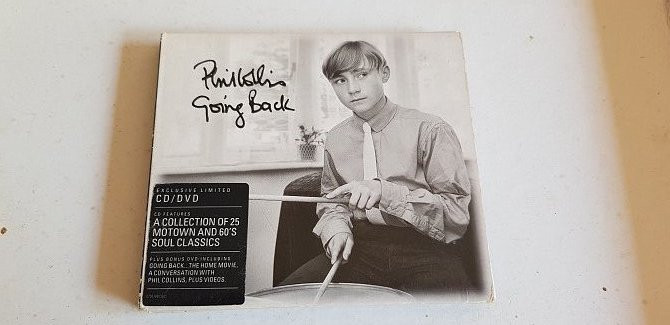 Phil Collins
Going Back
EXCLUSIVE LIMITED
CD/DVD
CD FEATURES
A COLLECTION OF 25
MOTOWN AND 60'S
SOUL CLASSICS
PLUS BONUS DVD INCLUDING
GOING BACK... THE HOME MOVIE,
A CONVERSATION WITH
PHIL COLLINS, PLUS VIDEOS.